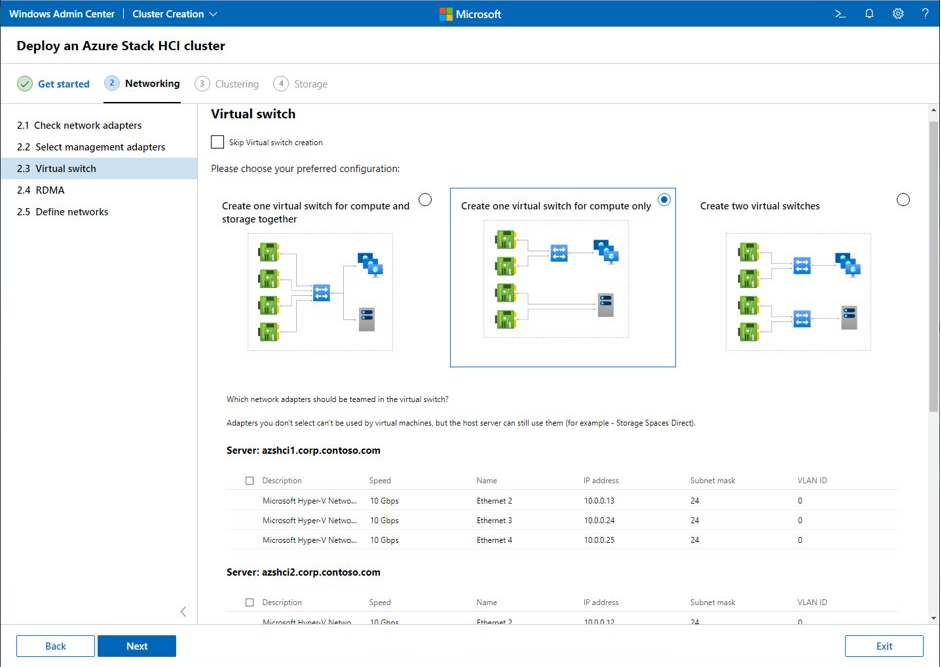 Windows Admin Center | Cluster Creation
Microsoft
>_
?
Deploy an Azure Stack HCI cluster
Get started
2 Networking
3 Clustering
4 Storage
2.1 Check network adapters
2.2 Select management adapters
2.3 Virtual switch
2.4 RDMA
2.5 Define networks
Virtual switch
Skip Virtual switch creation
Please choose your preferred configuration:
Create one virtual switch for compute and
storage together
Create one virtual switch for compute only
Create two virtual switches
Which network adapters should be teamed in the virtual switch?
Adapters you don't select can't be used by virtual machines, but the host server can still use them (for example - Storage Spaces Direct).
Server: azshci1.corp.contoso.com
Description Speed Name IP address Subnet mask VLAN ID
Microsoft Hyper-V Netwo... 10 Gbps Ethernet 2 10.0.0.13 24 0
Microsoft Hyper-V Netwo... 10 Gbps Ethernet 3 10.0.0.24 24 0
Microsoft Hyper-V Netwo... 10 Gbps Ethernet 4 10.0.0.25 24 0
Server: azshci2.corp.contoso.com
Description Speed Name IP address Subnet mask VLAN ID
Microsoft Hyper-V Netwo... 10 Gbps Ethernet 2 10.0.0.12 24 0
Back
Next
Exit